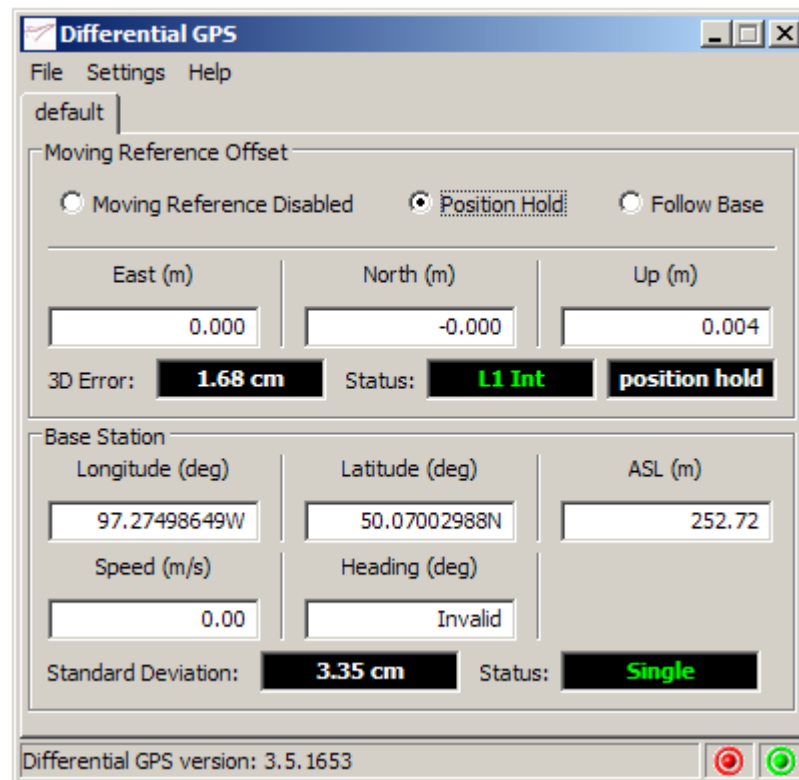 Differential GPS
File Settings Help
default
Moving Reference Offset
Moving Reference Disabled Position Hold Follow Base
East (m) North (m) Up (m)
0.000 -0.000 0.004
3D Error: 1.68 cm Status: L1 Int position hold
Base Station
Longitude (deg) Latitude (deg) ASL (m)
97.27498649W 50.07002988N 252.72
Speed (m/s) Heading (deg)
0.00 Invalid
Standard Deviation: 3.35 cm Status: Single
Differential GPS version: 3.5.1653